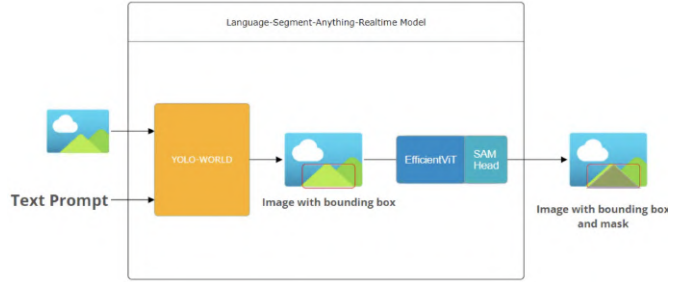 Language-Segment-Anything-Realtime Model
YOLO-WORLD
EfficientViT
SAM
Head
Text Prompt
Image with bounding box
Image with bounding box
and mask